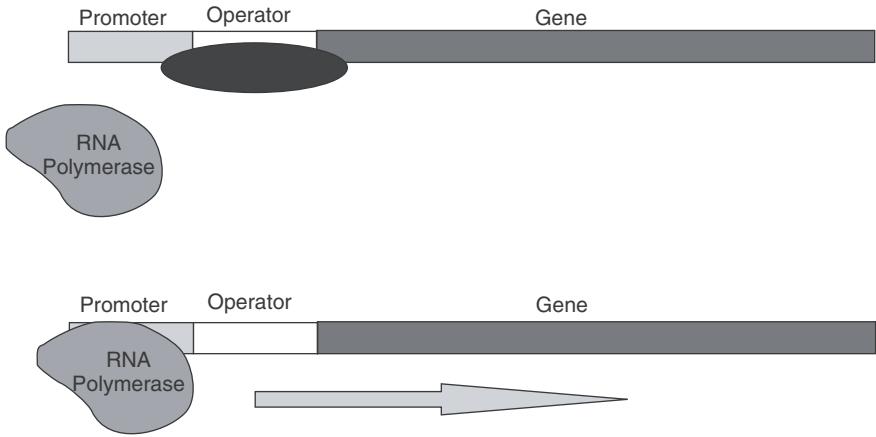 Promoter Operator Gene
RNA
Polymerase
Promoter Operator Gene
RNA
Polymerase